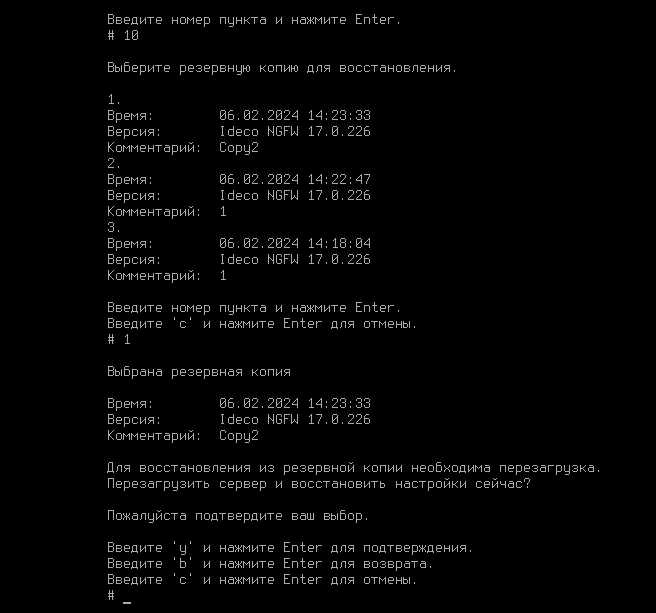 Введите номер пункта и нажмите Enter.
# 10
Выберите резервную копию для восстановления.
1.
Время: 06.02.2024 14:23:33
Версия: Ideco NGFW 17.0.226
Комментарий: Copy2
2.
Время: 06.02.2024 14:22:47
Версия: Ideco NGFW 17.0.226
Комментарий: 1
3.
Время: 06.02.2024 14:18:04
Версия: Ideco NGFW 17.0.226
Комментарий: 1
Введите номер пункта и нажмите Enter.
Введите 'c' и нажмите Enter для отмены.
# 1
Выбрана резервная копия
Время: 06.02.2024 14:23:33
Версия: Ideco NGFW 17.0.226
Комментарий: Copy2
Для восстановления из резервной копии необходима перезагрузка.
Перезагрузить сервер и восстановить настройки сейчас?
Пожалуйста подтвердите ваш выбор.
Введите 'y' и нажмите Enter для подтверждения.
Введите 'b' и нажмите Enter для возврата.
Введите 'c' и нажмите Enter для отмены.
# _